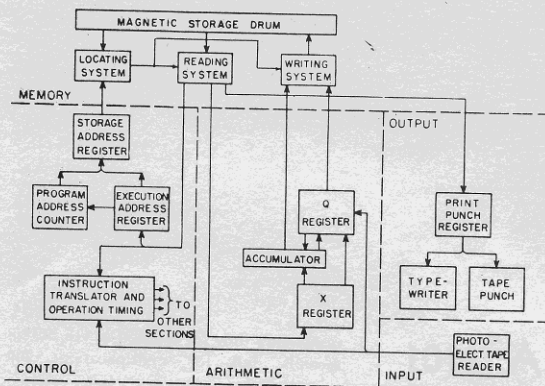 MAGNETIC STORAGE DRUM
LOCATING
SYSTEM
READING
SYSTEM
WRITING
SYSTEM
MEMORY
STORAGE
ADDRESS
REGISTER
OUTPUT
PROGRAM
ADDRESS
COUNTER
EXECUTION
ADDRESS
REGISTER
Q
REGISTER
PRINT
PUNCH
REGISTER
ACCUMULATOR
INSTRUCTION
TRANSLATOR AND
OPERATION TIMING
TO
OTHER
SECTIONS
X
REGISTER
TYPE-
WRITER
TAPE
PUNCH
PHOTO-
ELECT TAPE
READER
CONTROL
ARITHMETIC
INPUT